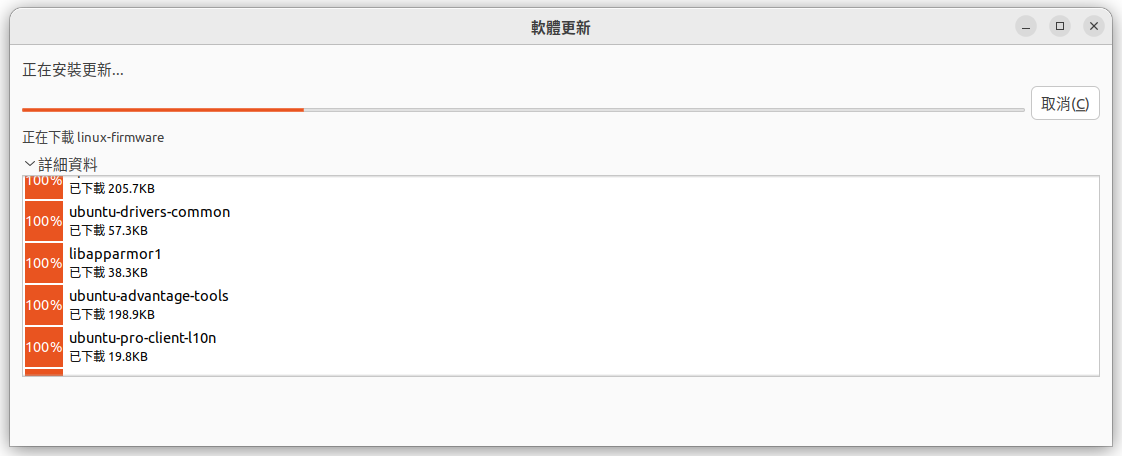 軟體更新
正在安裝更新...
取消(C)
正在下載 linux-firmware
詳細資料
100%
已下載 205.7KB
100%
ubuntu-drivers-common
已下載 57.3KB
100%
libapparmor1
已下載 38.3KB
100%
ubuntu-advantage-tools
已下載 198.9KB
100%
ubuntu-pro-client-l10n
已下載 19.8KB